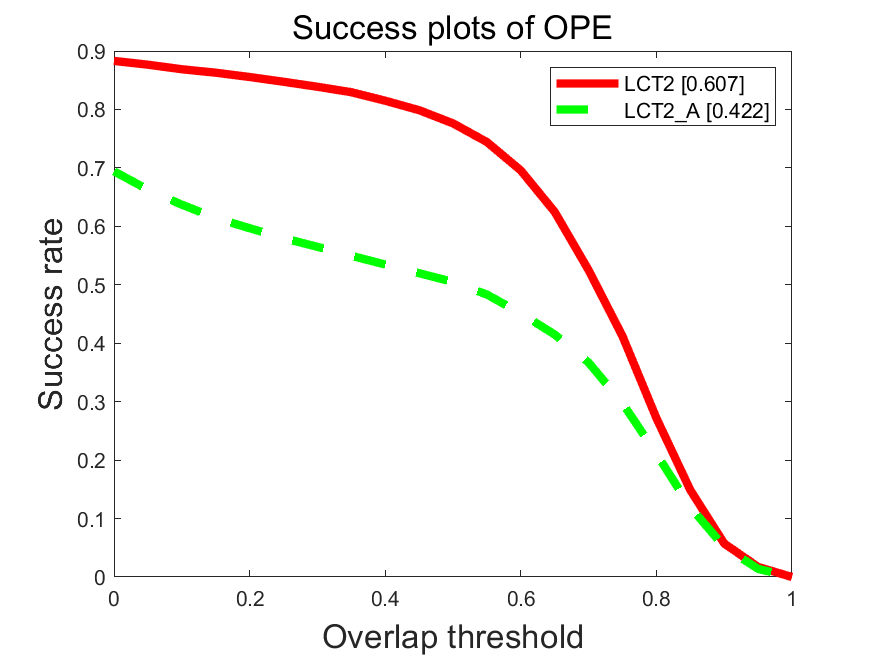 Success plots of OPE
LCT2 [0.607]
LCT2_A [0.422]
Success rate
0.9
0.8
0.7
0.6
0.5
0.4
0.3
0.2
0.1
0
0 0.2 0.4 0.6 0.8 1
Overlap threshold